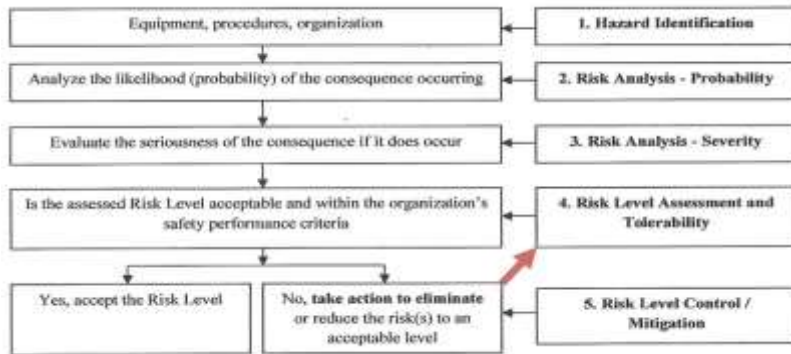 Equipment, procedures, organization
1. Hazard Identification
Analyze the likelihood (probability) of the consequence occurring
2. Risk Analysis - Probability
Evaluate the seriousness of the consequence if it does occur
3. Risk Analysis - Severity
Is the assessed Risk Level acceptable and within the organization's
safety performance criteria
4. Risk Level Assessment and
Tolerability
Yes, accept the Risk Level
No, take action to eliminate
or reduce the risk(s) to an
acceptable level
5. Risk Level Control /
Mitigation